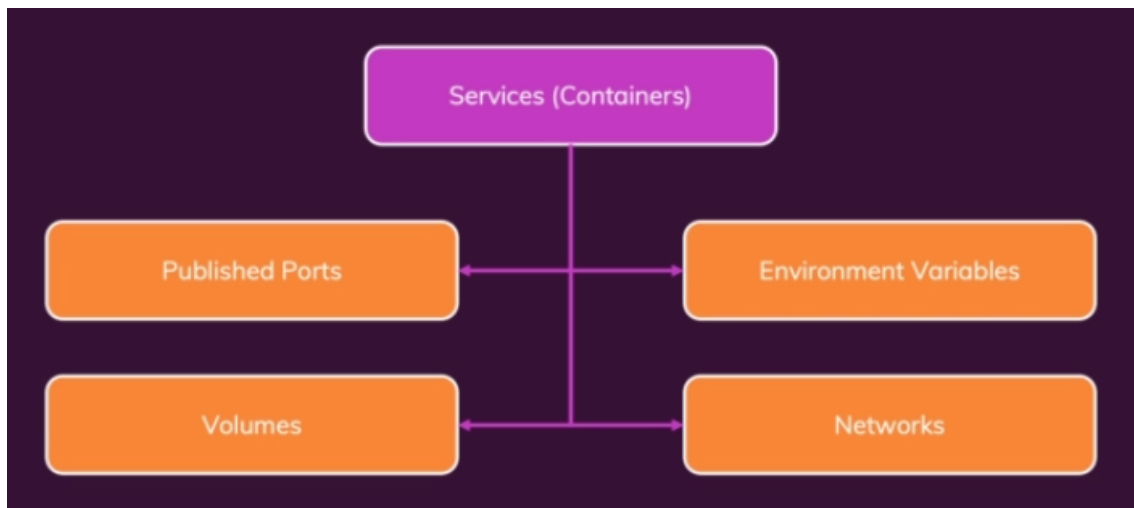 Services (Containers)
Published Ports
Environment Variables
Volumes
Networks